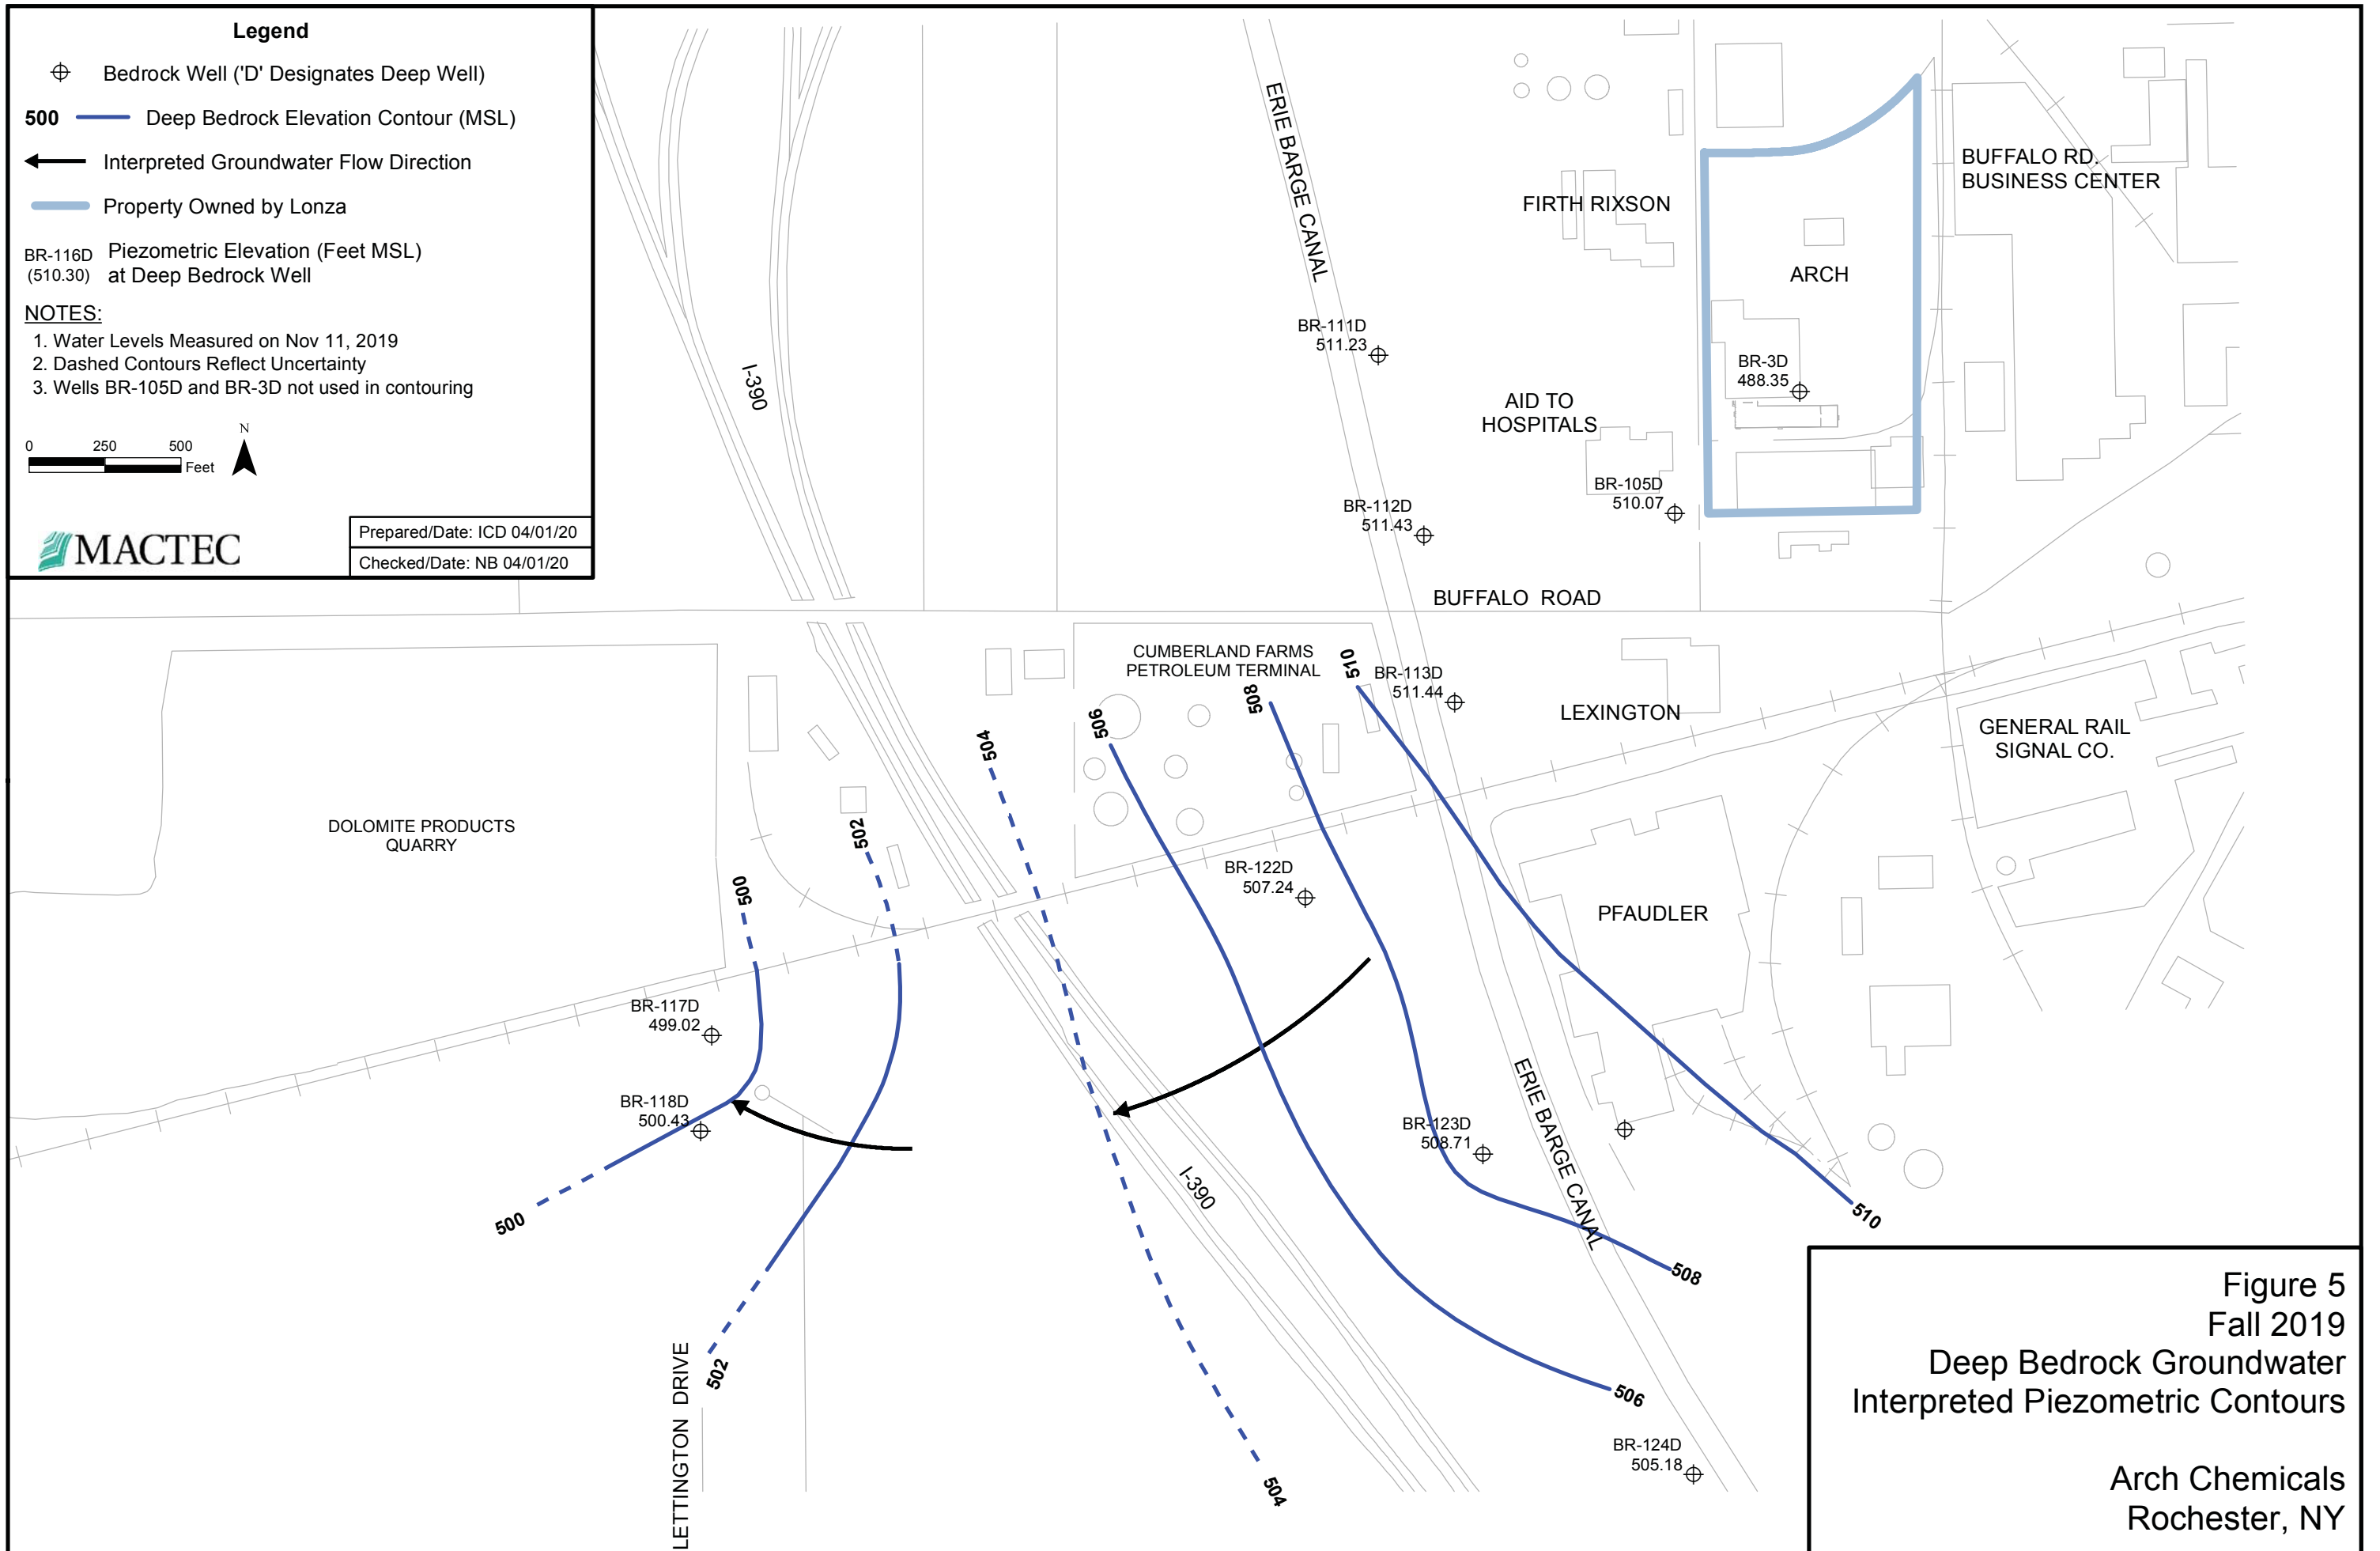 Legend
Bedrock Well ('D' Designates Deep Well)
500 Deep Bedrock Elevation Contour (MSL)
Interpreted Groundwater Flow Direction
Property Owned by Lonza
BR-116D
(510.30)
Piezometric Elevation (Feet MSL)
at Deep Bedrock Well
NOTES:
1. Water Levels Measured on Nov 11, 2019
2. Dashed Contours Reflect Uncertainty
3. Wells BR-105D and BR-3D not used in contouring
0 250 500
Feet
N
MACTEC
Prepared/Date: ICD 04/01/20
Checked/Date: NB 04/01/20
I-390
ERIE BARGE CANAL
FIRTH RIXSON
BUFFALO RD.
BUSINESS CENTER
ARCH
BR-111D
511.23
BR-3D
488.35
AID TO
HOSPITALS
BR-112D
511.43
BR-105D
510.07
BUFFALO ROAD
CUMBERLAND FARMS
PETROLEUM TERMINAL
510
BR-113D
511.44
508
506
504
LEXINGTON
GENERAL RAIL
SIGNAL CO.
DOLOMITE PRODUCTS
QUARRY
502
500
BR-122D
507.24
PFAUDLER
BR-117D
499.02
BR-118D
500.43
BR-123D
508.71
ERIE BARGE CANAL
I-390
500
510
508
502
506
504
LETTINGTON DRIVE
BR-124D
505.18
Figure 5
Fall 2019
Deep Bedrock Groundwater
Interpreted Piezometric Contours
Arch Chemicals
Rochester, NY